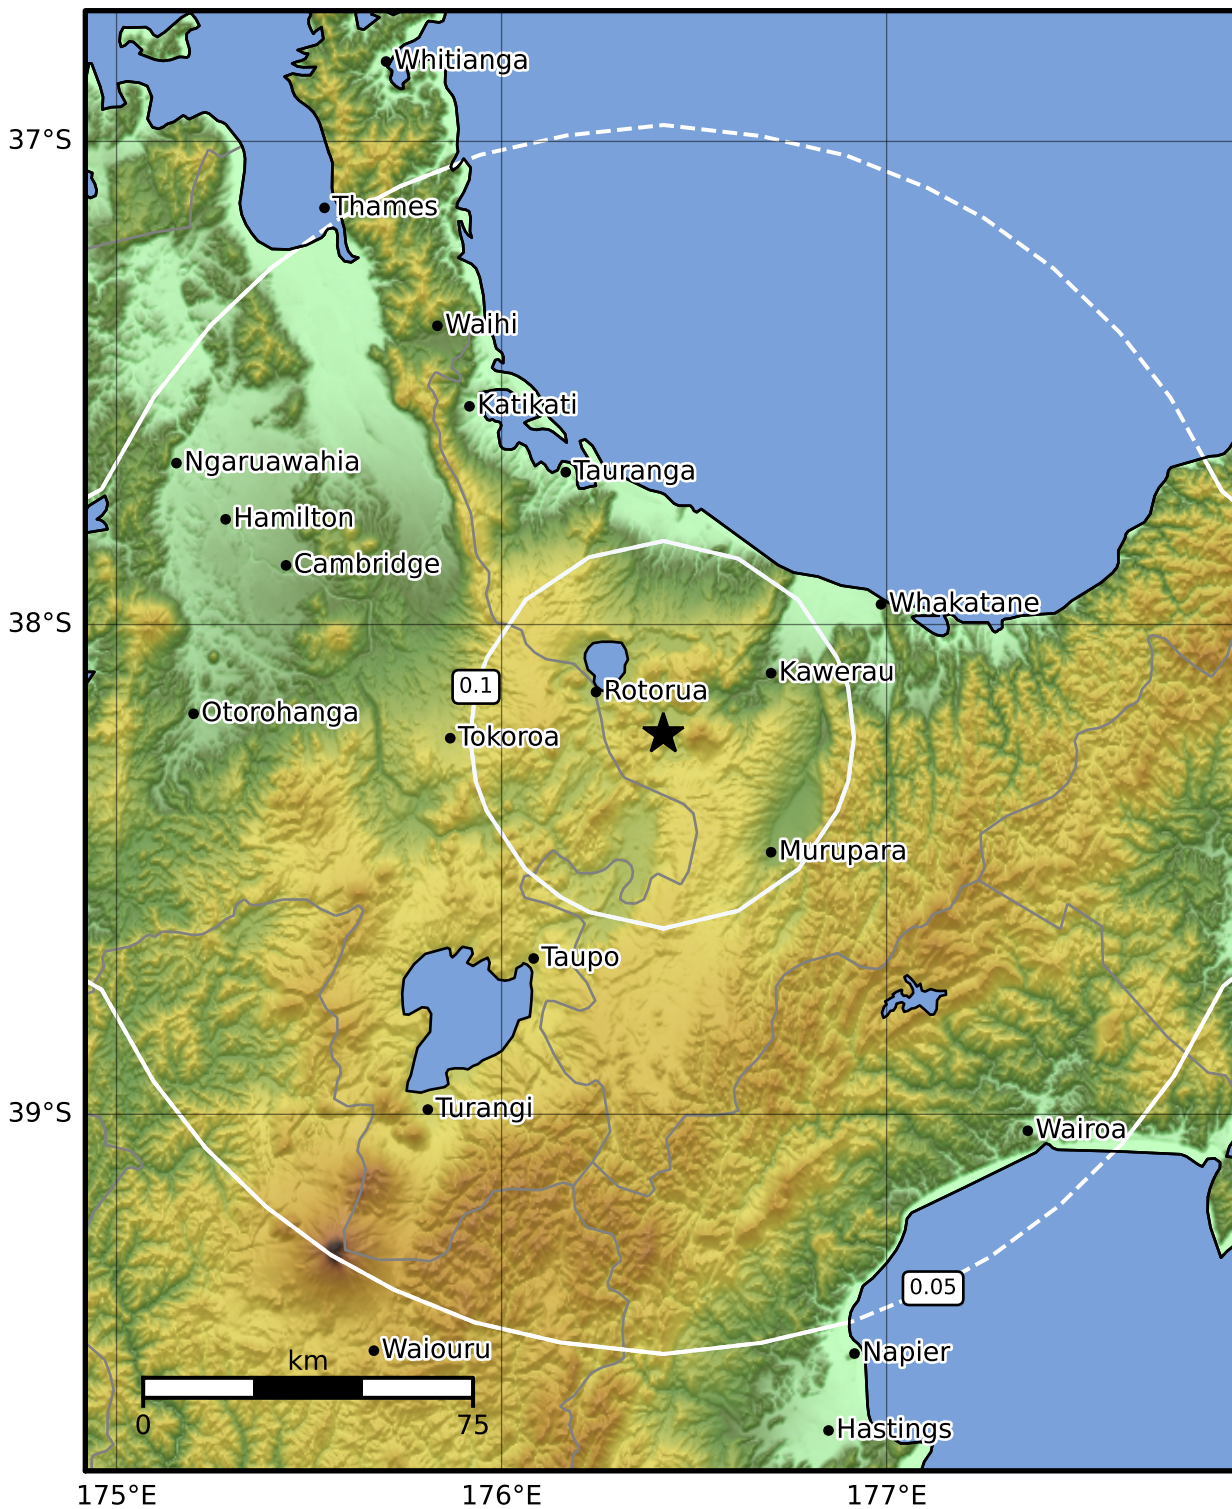 Whitianga
37°S
Thames
Waihi
Katikati
Ngaruawahia
Tauranga
Hamilton
Cambridge
Whakatane
38°S
Kawerau
0.1
Rotorua
Otorohanga
Tokoroa
Murupara
Taupo
Turangi
39°S
Wairoa
0.05
Waiouru
Napier
km
0 75
Hastings
175°E 176°E 177°E